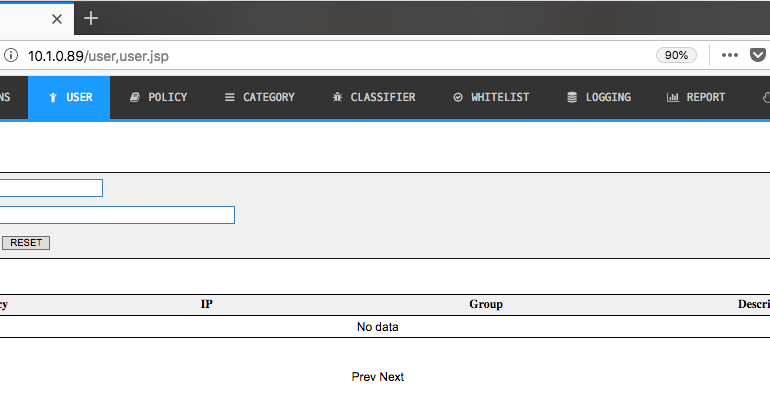 10.1.0.89/user,user.jsp 90%
NS USER POLICY CATEGORY CLASSIFIER WHITELIST LOGGING REPORT
RESET
cy IP Group Descri
No data
Prev Next